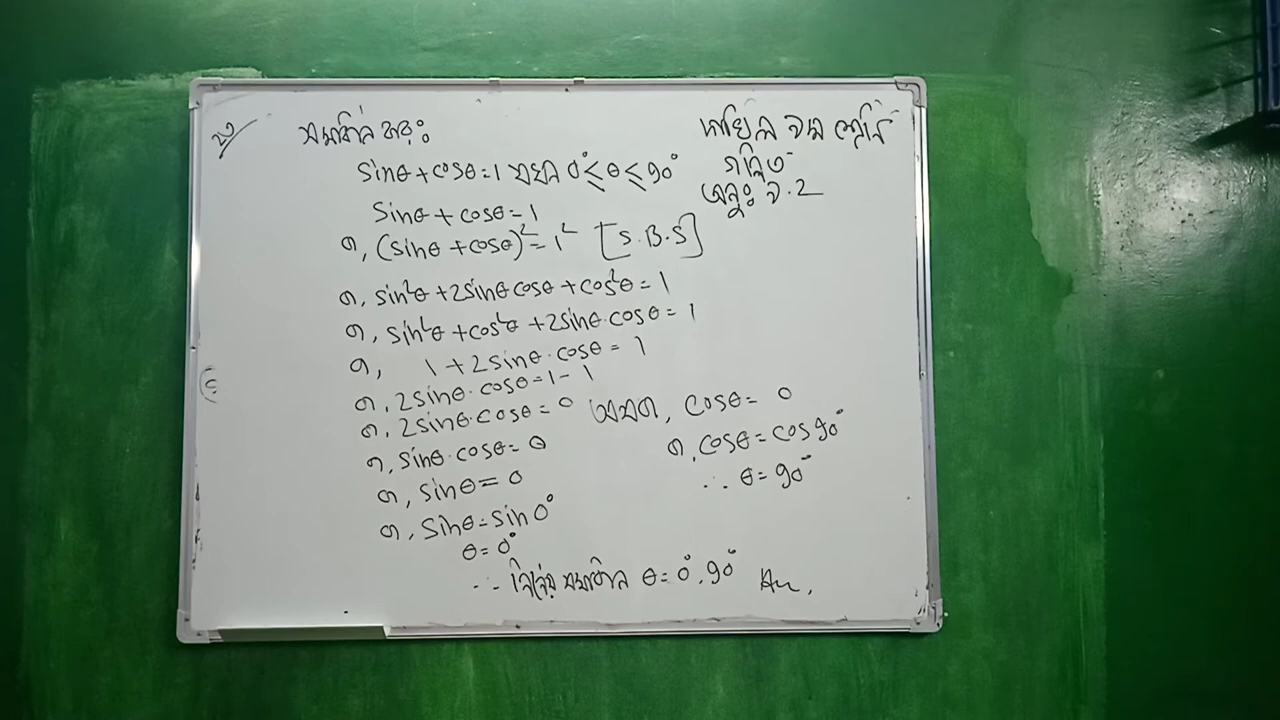 ২৩ সমাধান কর:
দাখিল ৯ম শ্রেণি
গণিত
অনু: ৯.2
sinθ + cosθ = 1 যখন 0° ≤ θ ≤ 90°
sinθ + cosθ = 1
বা, (sinθ + cosθ)² = 1² [S.B.S]
বা, sin²θ + 2sinθ cosθ + cos²θ = 1
বা, sin²θ + cos²θ + 2sinθ·cosθ = 1
বা, 1 + 2sinθ·cosθ = 1
বা, 2sinθ·cosθ = 1 - 1
বা, 2sinθ·cosθ = 0
বা, sinθ·cosθ = 0
বা, sinθ = 0
বা, sinθ = sin0°
θ = 0°
অথবা, cosθ = 0
বা, cosθ = cos90°
∴ θ = 90°
∴ নির্ণেয় সমাধান θ = 0°, 90° An,